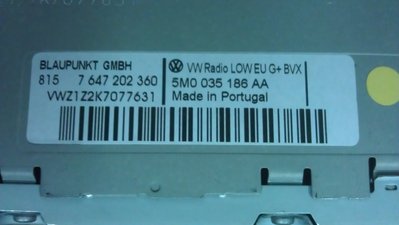 BLAUPUNKT GMBH
815 7 647 202 360
VWZ1Z2K7077631
VW Radio LOW EU G+ BVX
5M0 035 186 AA
Made in Portugal